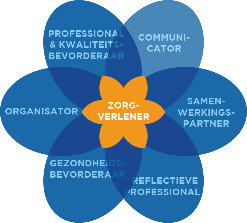 PROFESSIONAL
& KWALITEITS-
BEVORDERAAR
COMMUNI-
CATOR
ORGANISATOR
ZORG-
VERLENER
SAMEN-
WERKINGS-
PARTNER
GEZONDHEIDS-
BEVORDERAAR
REFLECTIEVE
PROFESSIONAL